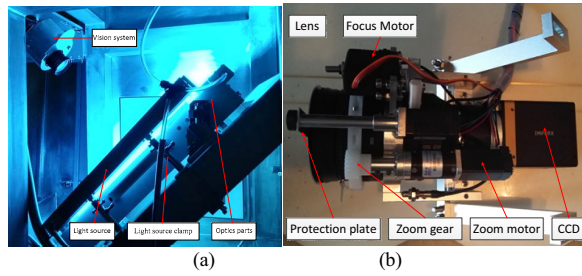 Vision system
Light source
Light source clamp
Optics parts
Lens
Focus Motor
Protection plate
Zoom gear
Zoom motor
CCD
(a)
(b)